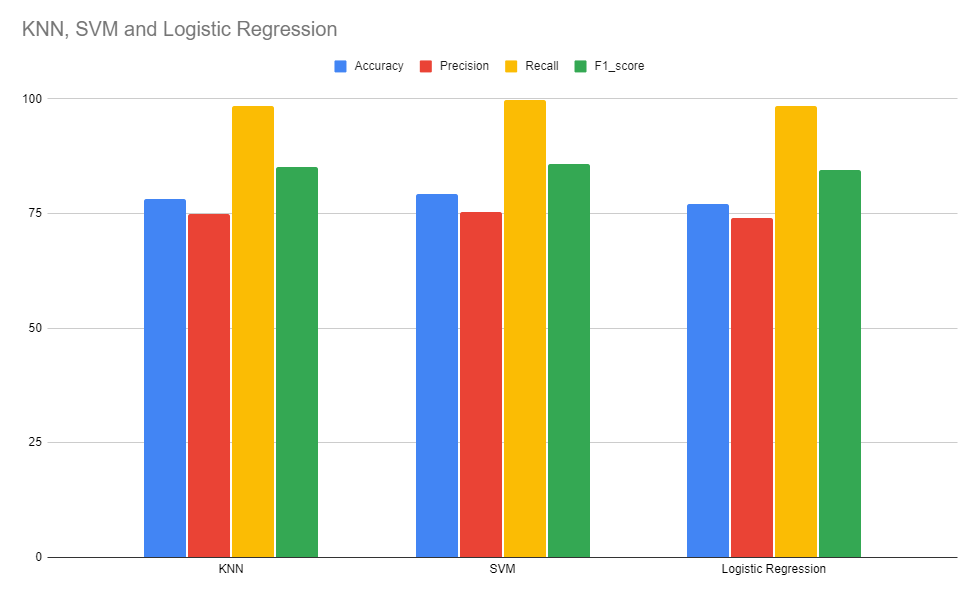 KNN, SVM and Logistic Regression
Accuracy Precision Recall F1_score
100
75
50
25
0
KNN SVM Logistic Regression